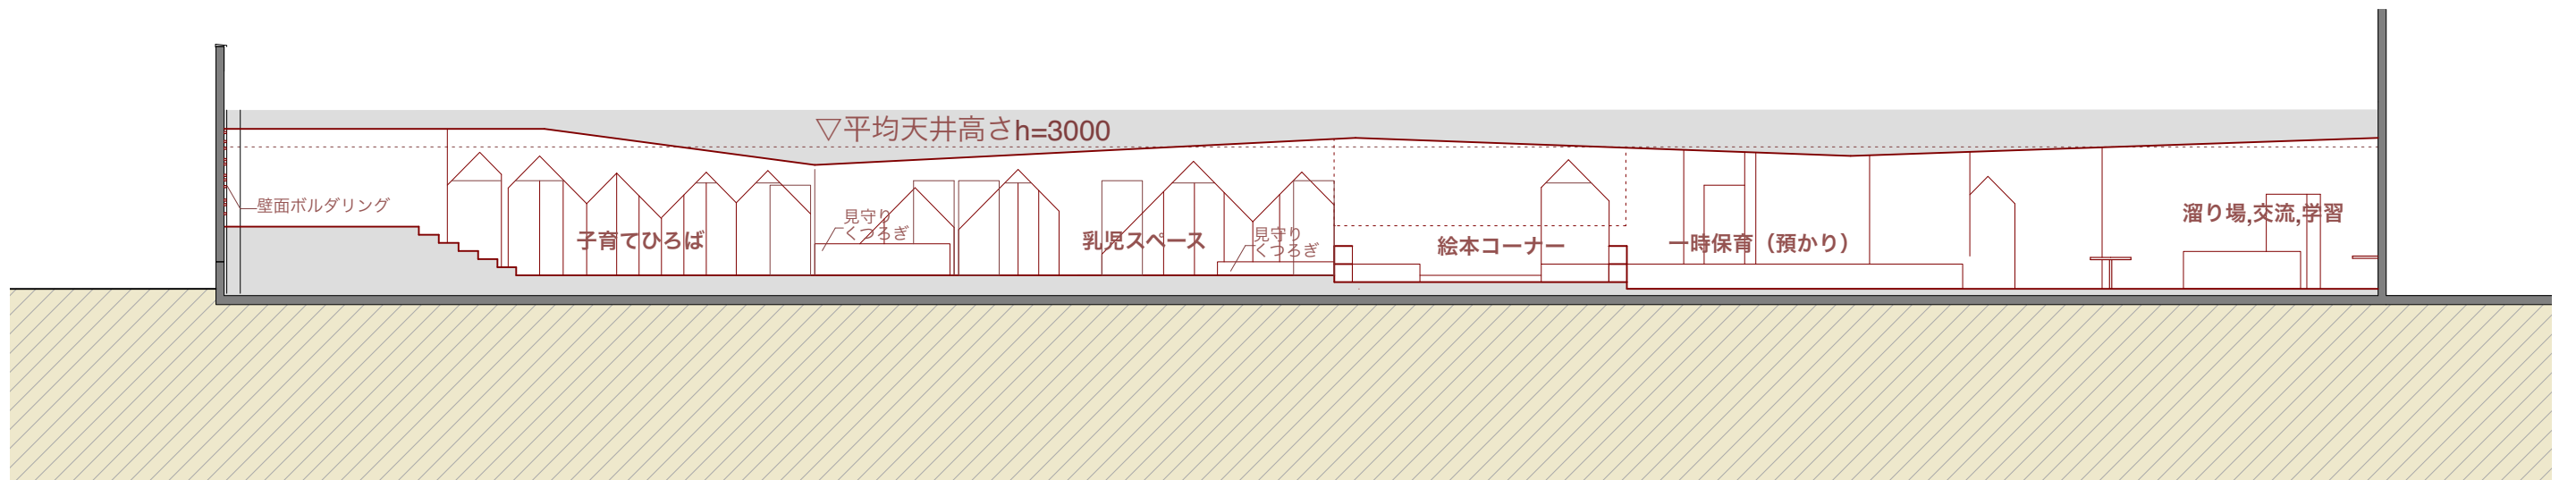 ▽平均天井高さh=3000
壁面ボルダリング
子育てひろば
見守り
くつろぎ
乳児スペース
見守り
くつろぎ
絵本コーナー
一時保育（預かり）
溜り場,交流,学習